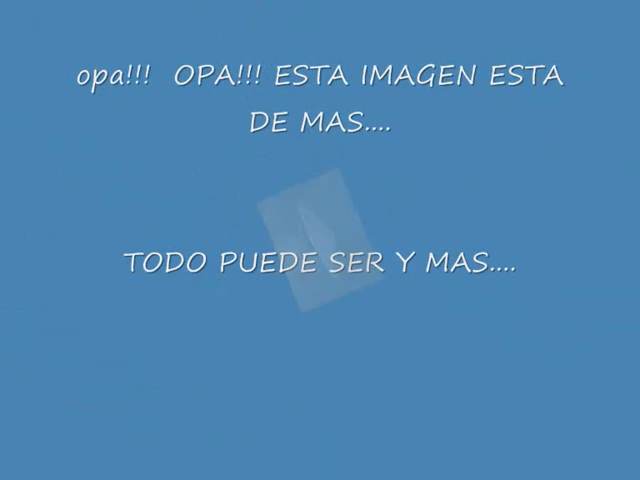 opa!!! OPA!!! ESTA IMAGEN ESTA
DE MAS....
TODO PUEDE SER Y MAS....